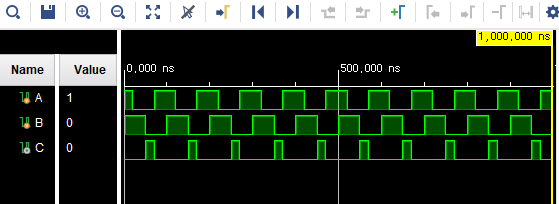 1,000,000 ns
Name Value
0,000 ns 500,000 ns
A 1
B 0
C 0